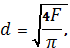 d = √(4F/π),